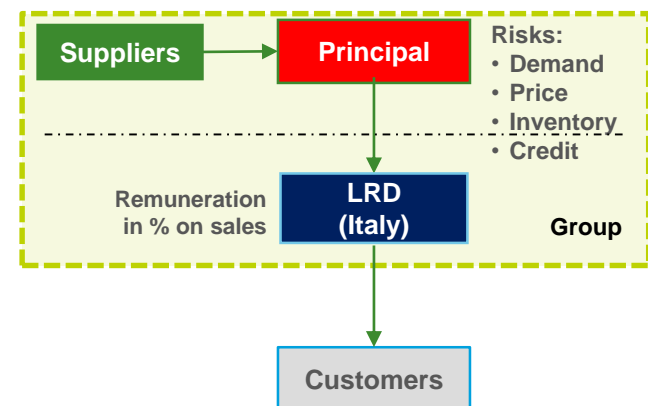 Suppliers
Principal
Risks:
• Demand
• Price
• Inventory
• Credit
Remuneration
in % on sales
LRD
(Italy)
Group
Customers